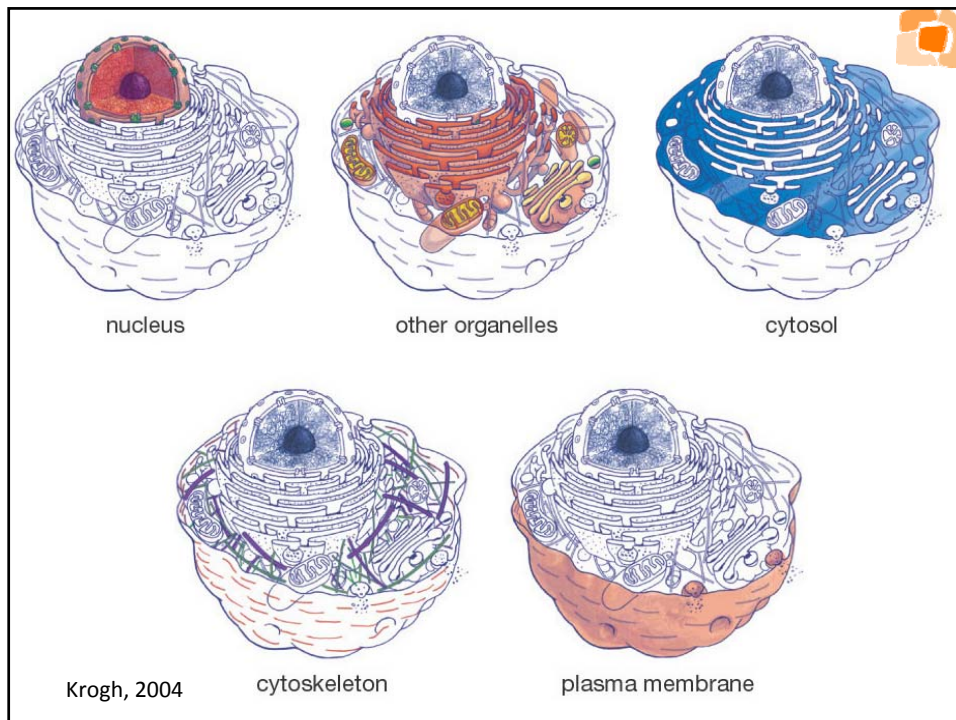 nucleus
other organelles
cytosol
cytoskeleton
plasma membrane
Krogh, 2004